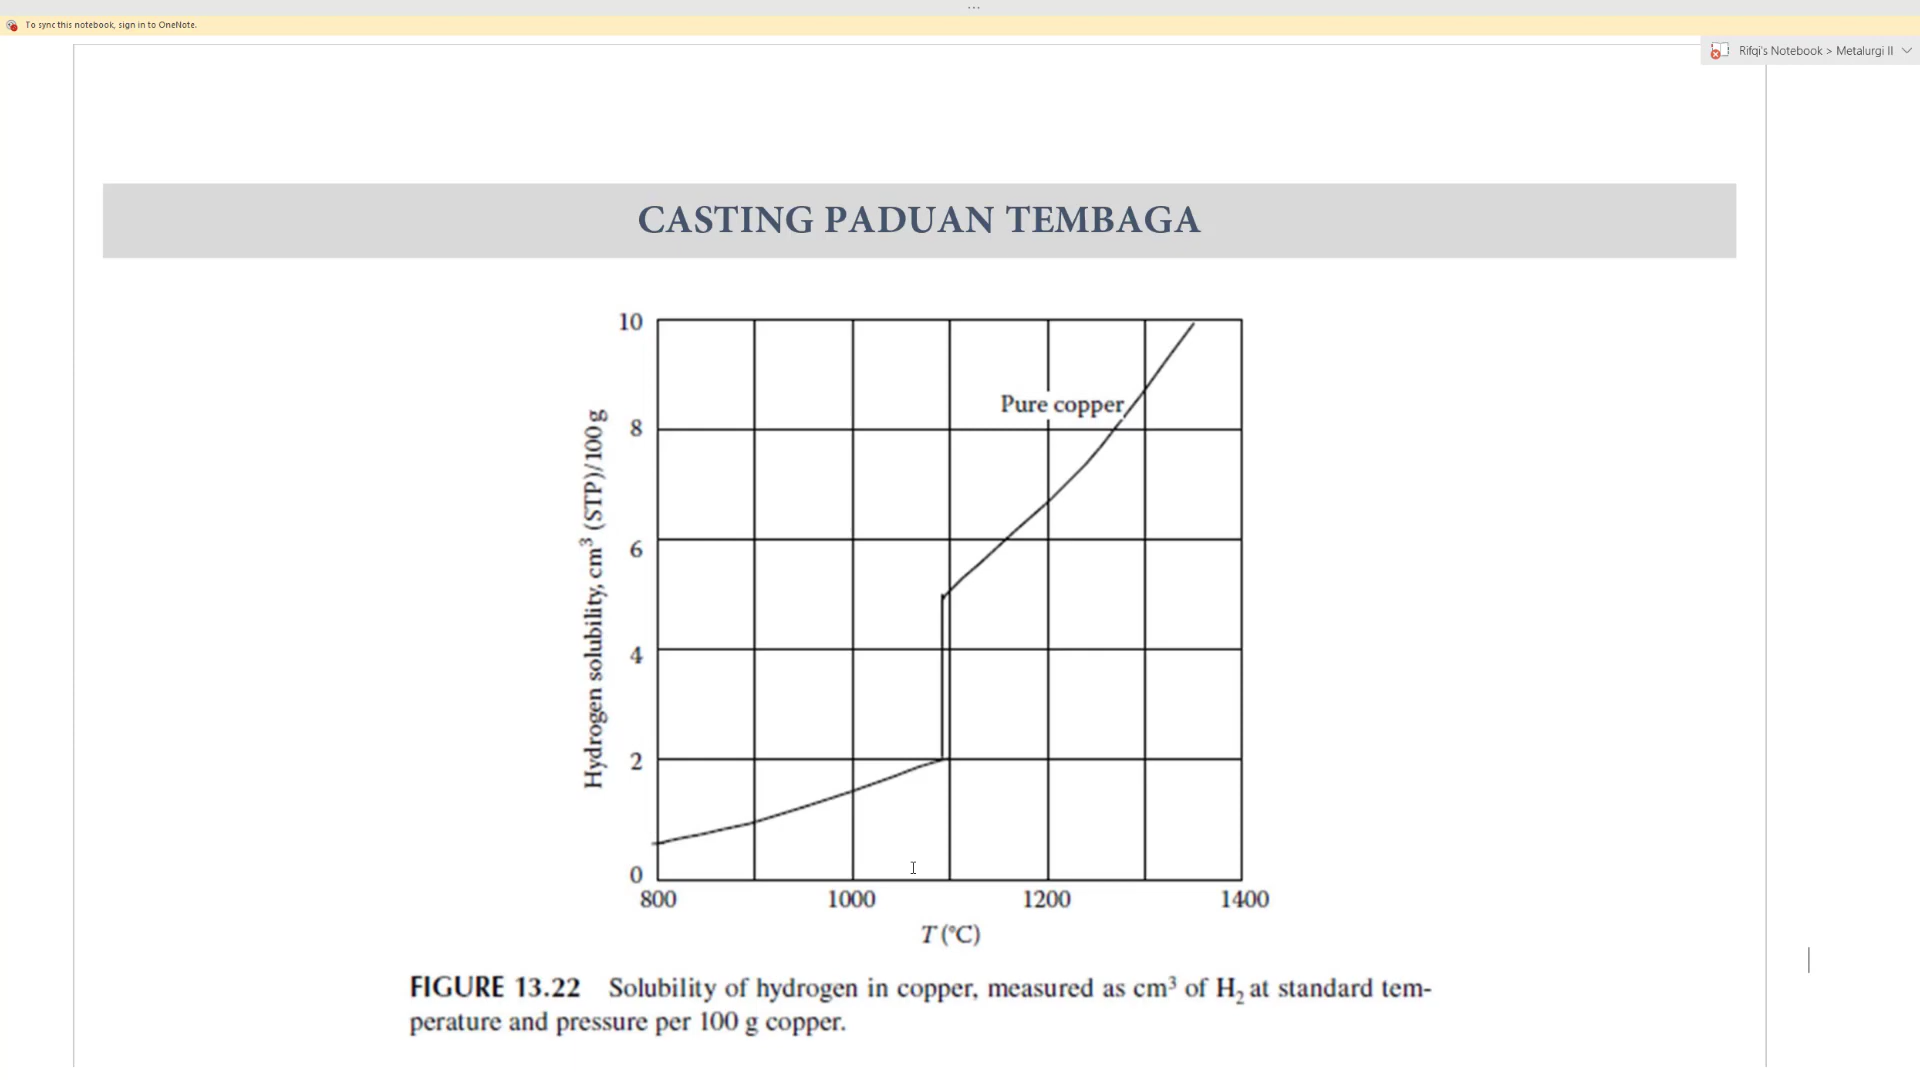 ...
To sync this notebook, sign in to OneNote.
Rifqi's Notebook > Metalurgi II
CASTING PADUAN TEMBAGA
10
8
6
4
2
0
Hydrogen solubility, cm³ (STP)/100 g
Pure copper
800 1000 1200 1400
T (°C)
FIGURE 13.22 Solubility of hydrogen in copper, measured as cm³ of H₂ at standard tem-
perature and pressure per 100 g copper.